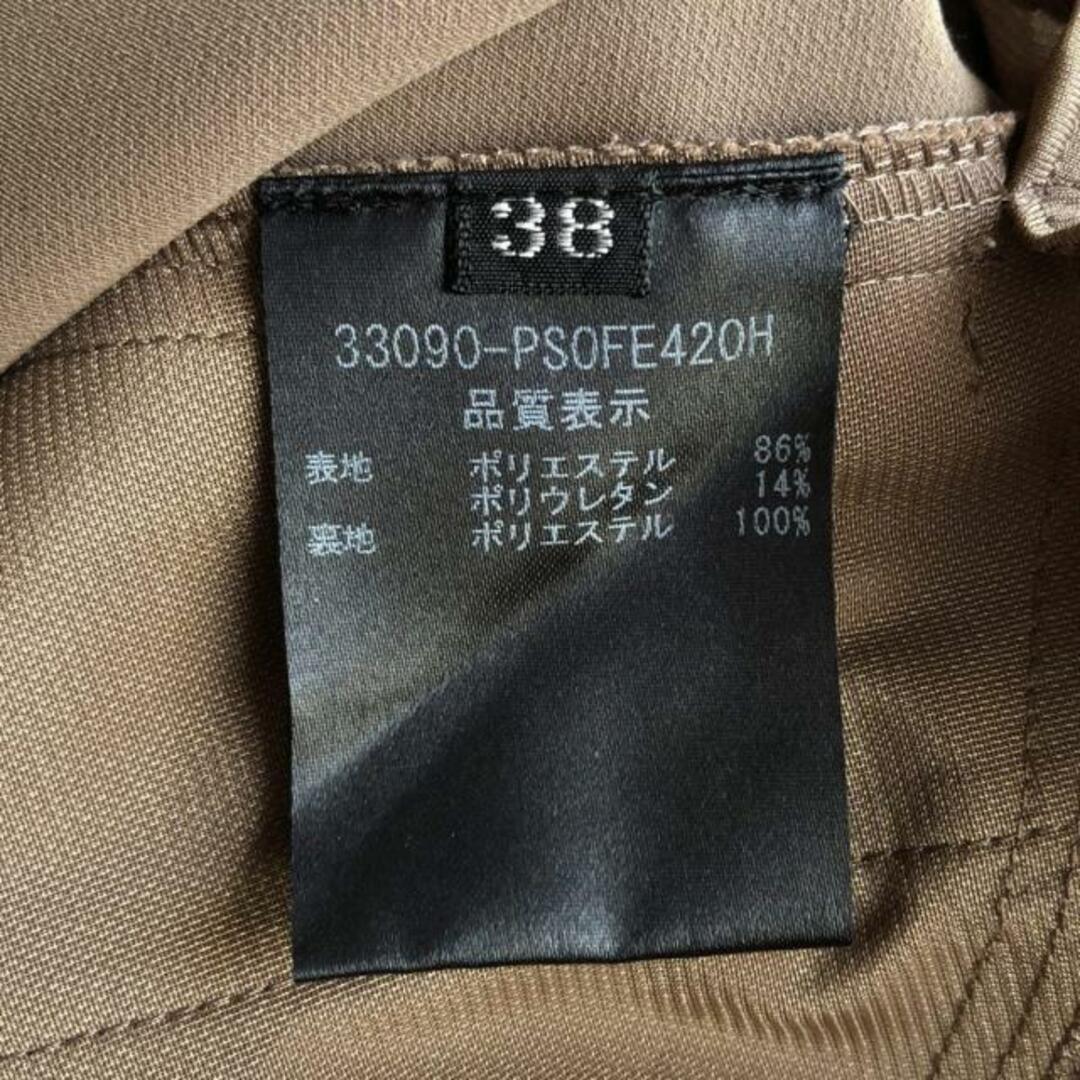 38
33090-PS0FE420H
品質表示
表地 ポリエステル 86%
ポリウレタン 14%
裏地 ポリエステル 100%